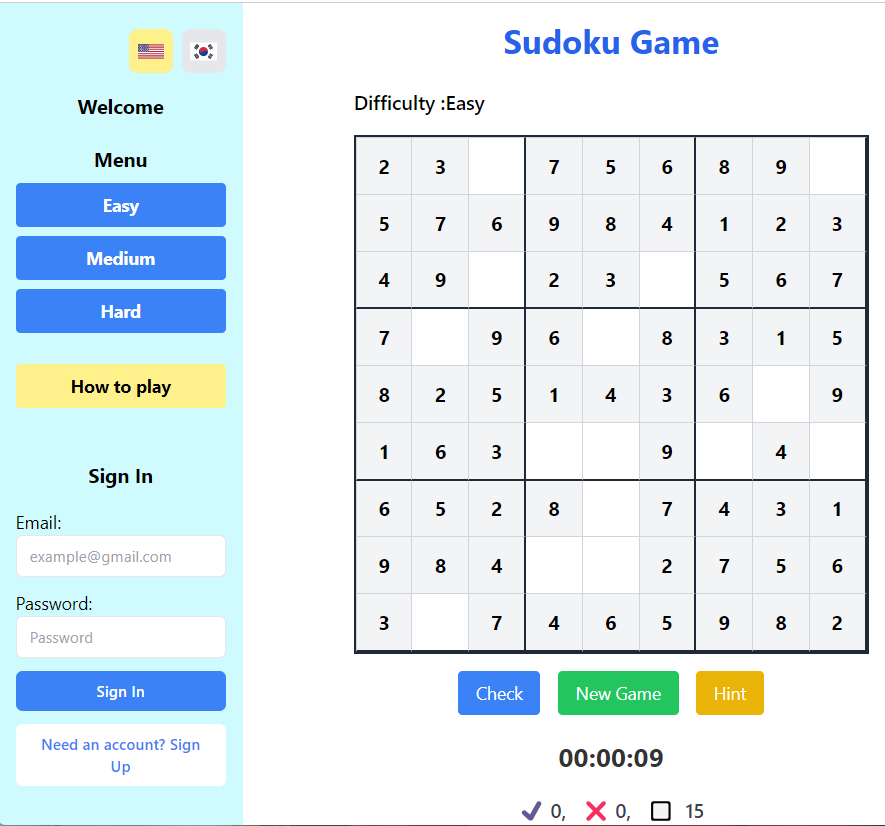 Welcome
Menu
Easy
Medium
Hard
How to play
Sign In
Email:
example@gmail.com
Password:
Password
Sign In
Need an account? Sign
Up
Sudoku Game
Difficulty :Easy
2 3 7 5 6 8 9
5 7 6 9 8 4 1 2 3
4 9 2 3 5 6 7
7 9 6 8 3 1 5
8 2 5 1 4 3 6 9
1 6 3 9 4
6 5 2 8 7 4 3 1
9 8 4 2 7 5 6
3 7 4 6 5 9 8 2
Check New Game Hint
00:00:09
✔ 0, ❌ 0, ☐ 15